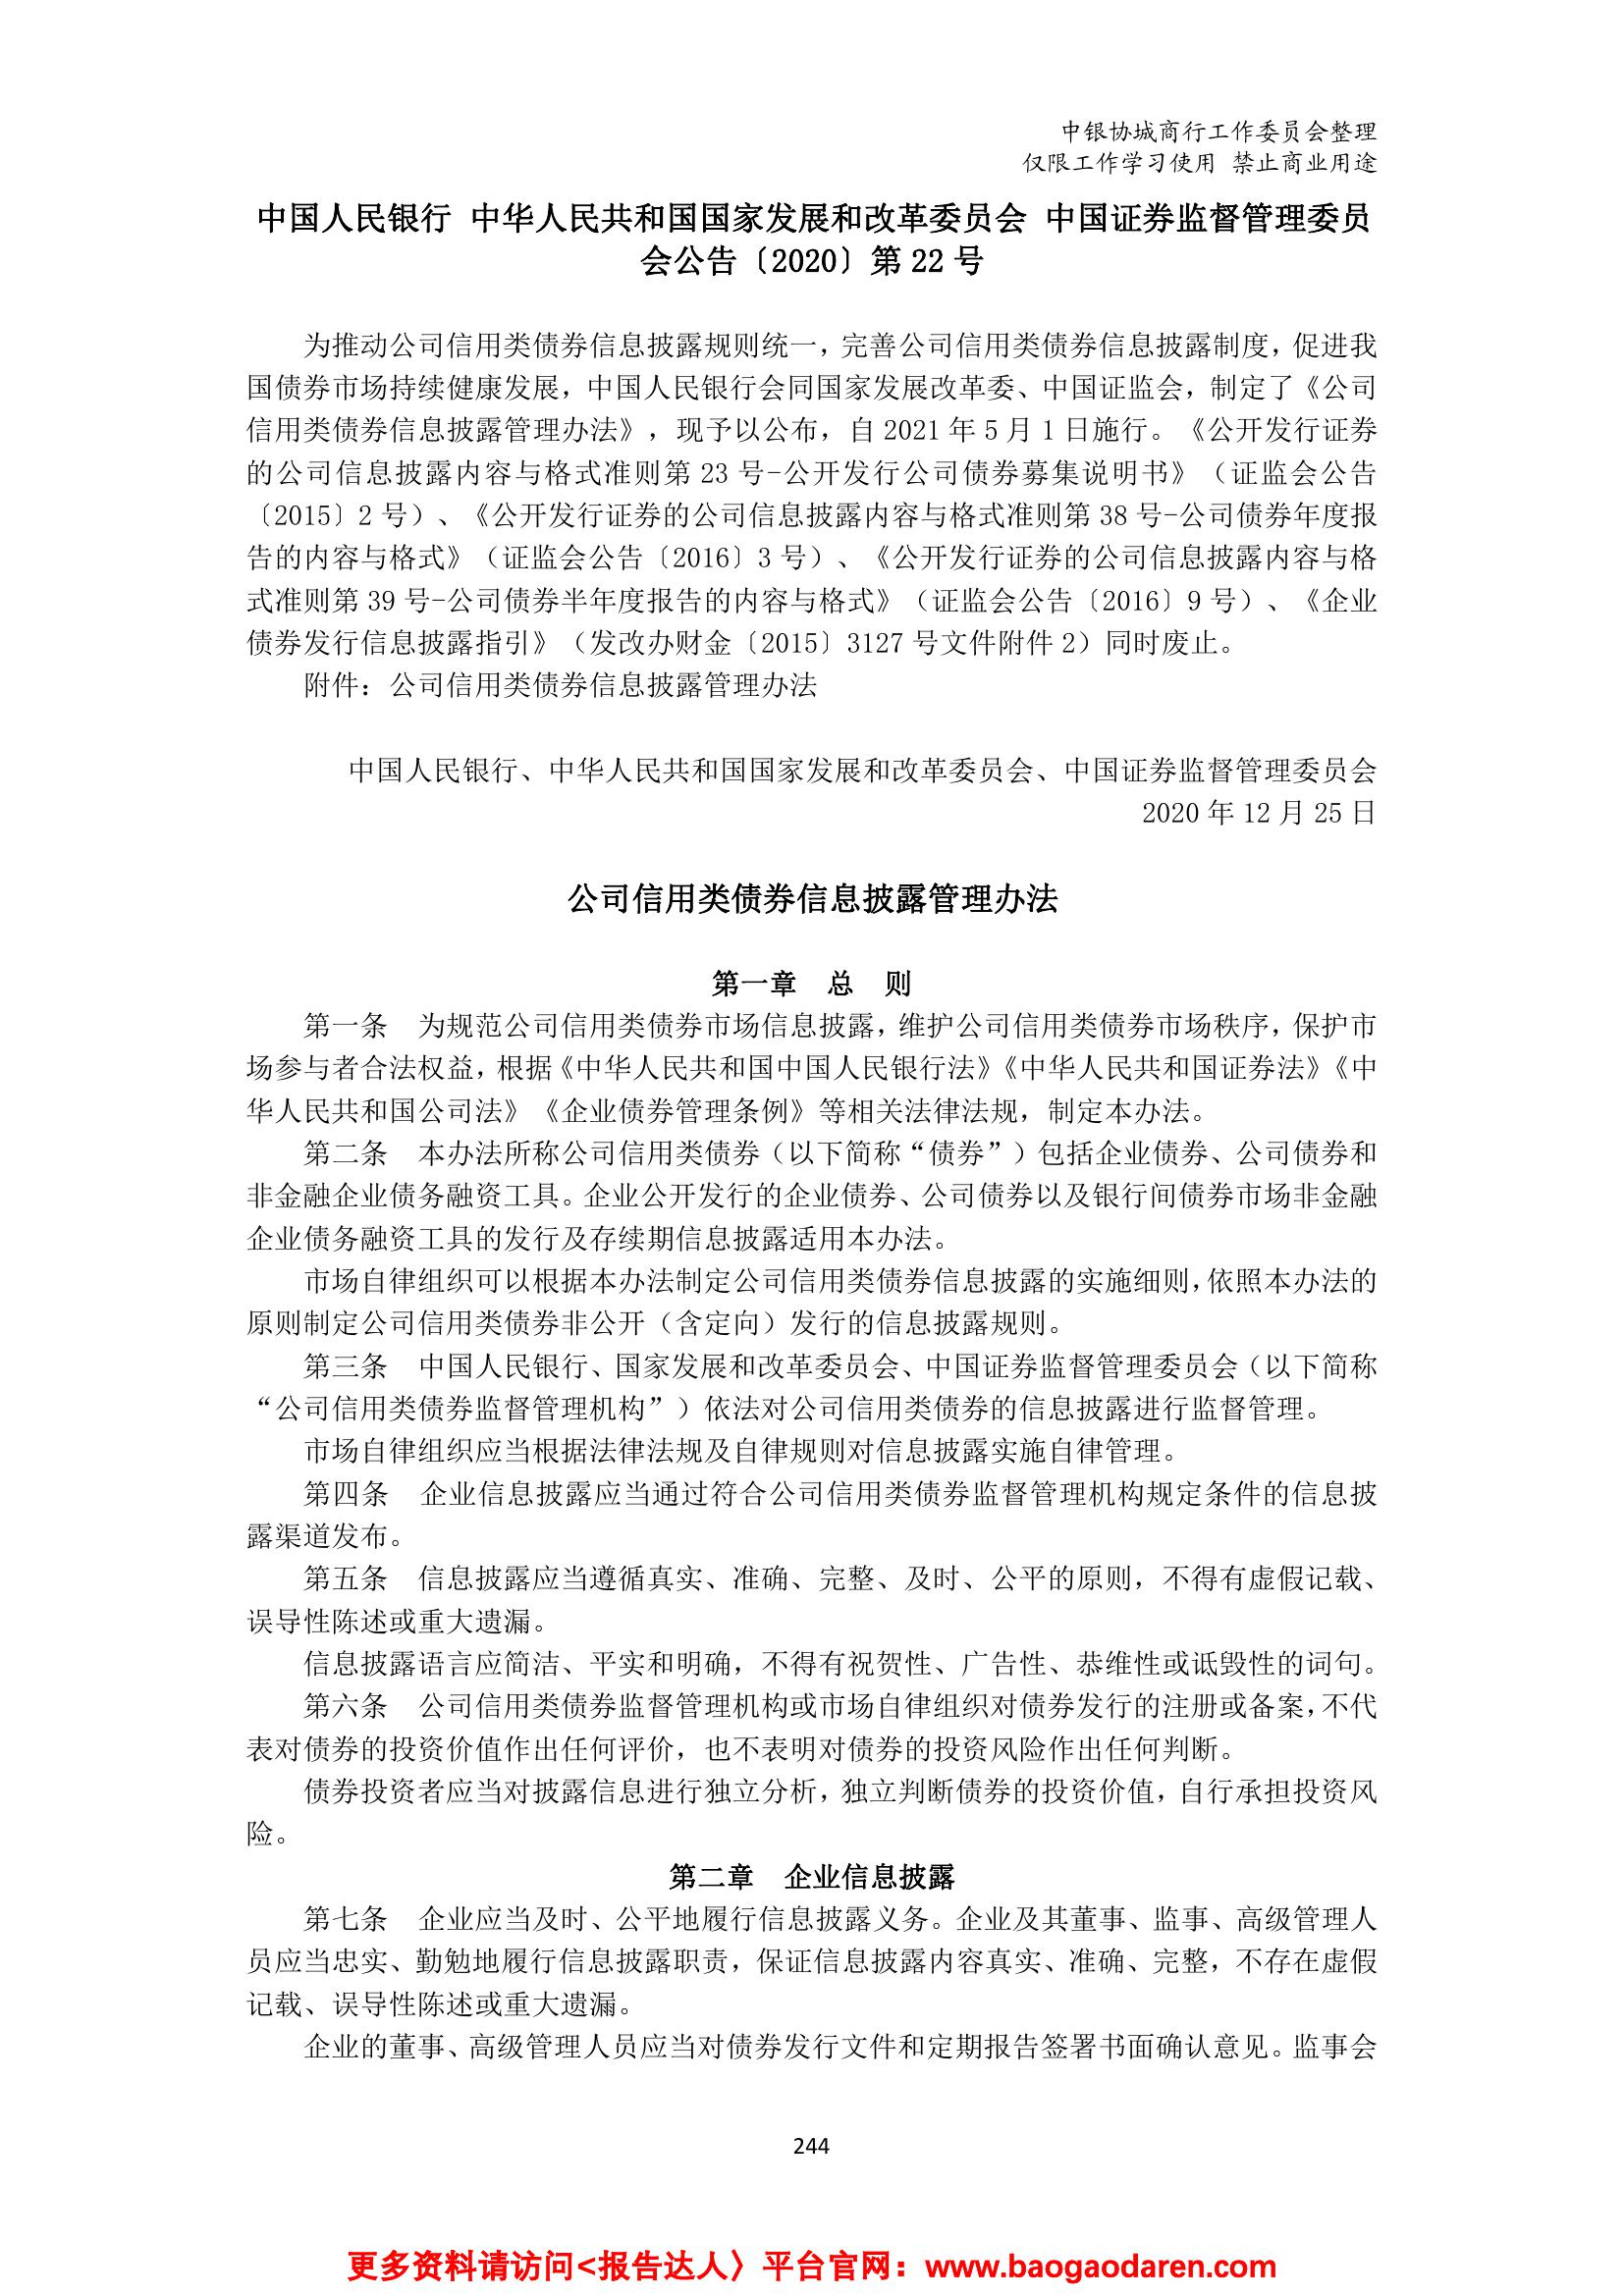 中银协城商行工作委员会整理
仅限工作学习使用 禁止商业用途
中国人民银行 中华人民共和国国家发展和改革委员会 中国证券监督管理委员
会公告〔2020〕第 22 号
为推动公司信用类债券信息披露规则统一，完善公司信用类债券信息披露制度，促进我
国债券市场持续健康发展，中国人民银行会同国家发展改革委、中国证监会，制定了《公司
信用类债券信息披露管理办法》，现予以公布，自 2021 年 5 月 1 日施行。《公开发行证券
的公司信息披露内容与格式准则第 23 号-公开发行公司债券募集说明书》（证监会公告
〔2015〕2 号）、《公开发行证券的公司信息披露内容与格式准则第 38 号-公司债券年度报
告的内容与格式》（证监会公告〔2016〕3 号）、《公开发行证券的公司信息披露内容与格
式准则第 39 号-公司债券半年度报告的内容与格式》（证监会公告〔2016〕9 号）、《企业
债券发行信息披露指引》（发改办财金〔2015〕3127 号文件附件 2）同时废止。
附件：公司信用类债券信息披露管理办法
中国人民银行、中华人民共和国国家发展和改革委员会、中国证券监督管理委员会
2020 年 12 月 25 日
公司信用类债券信息披露管理办法
第一章 总 则
第一条 为规范公司信用类债券市场信息披露，维护公司信用类债券市场秩序，保护市
场参与者合法权益，根据《中华人民共和国中国人民银行法》《中华人民共和国证券法》《中
华人民共和国公司法》《企业债券管理条例》等相关法律法规，制定本办法。
第二条 本办法所称公司信用类债券（以下简称“债券”）包括企业债券、公司债券和
非金融企业债务融资工具。企业公开发行的企业债券、公司债券以及银行间债券市场非金融
企业债务融资工具的发行及存续期信息披露适用本办法。
市场自律组织可以根据本办法制定公司信用类债券信息披露的实施细则，依照本办法的
原则制定公司信用类债券非公开（含定向）发行的信息披露规则。
第三条 中国人民银行、国家发展和改革委员会、中国证券监督管理委员会（以下简称
“公司信用类债券监督管理机构”）依法对公司信用类债券的信息披露进行监督管理。
市场自律组织应当根据法律法规及自律规则对信息披露实施自律管理。
第四条 企业信息披露应当通过符合公司信用类债券监督管理机构规定条件的信息披
露渠道发布。
第五条 信息披露应当遵循真实、准确、完整、及时、公平的原则，不得有虚假记载、
误导性陈述或重大遗漏。
信息披露语言应简洁、平实和明确，不得有祝贺性、广告性、恭维性或诋毁性的词句。
第六条 公司信用类债券监督管理机构或市场自律组织对债券发行的注册或备案，不代
表对债券的投资价值作出任何评价，也不表明对债券的投资风险作出任何判断。
债券投资者应当对披露信息进行独立分析，独立判断债券的投资价值，自行承担投资风
险。
第二章 企业信息披露
第七条 企业应当及时、公平地履行信息披露义务。企业及其董事、监事、高级管理人
员应当忠实、勤勉地履行信息披露职责，保证信息披露内容真实、准确、完整，不存在虚假
记载、误导性陈述或重大遗漏。
企业的董事、高级管理人员应当对债券发行文件和定期报告签署书面确认意见。监事会
244
更多资料请访问<报告达人〉平台官网：www.baogaodaren.com